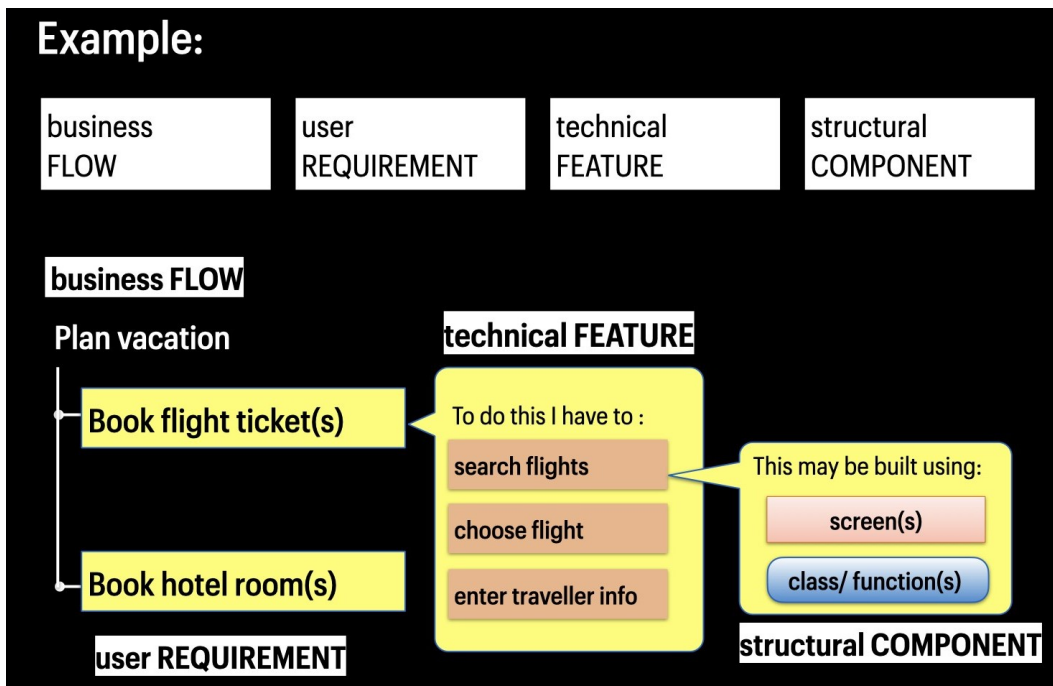 Example:
business
FLOW
user
REQUIREMENT
technical
FEATURE
structural
COMPONENT
business FLOW
Plan vacation
Book flight ticket(s)
Book hotel room(s)
user REQUIREMENT
technical FEATURE
To do this I have to :
search flights
choose flight
enter traveller info
This may be built using:
screen(s)
class/ function(s)
structural COMPONENT